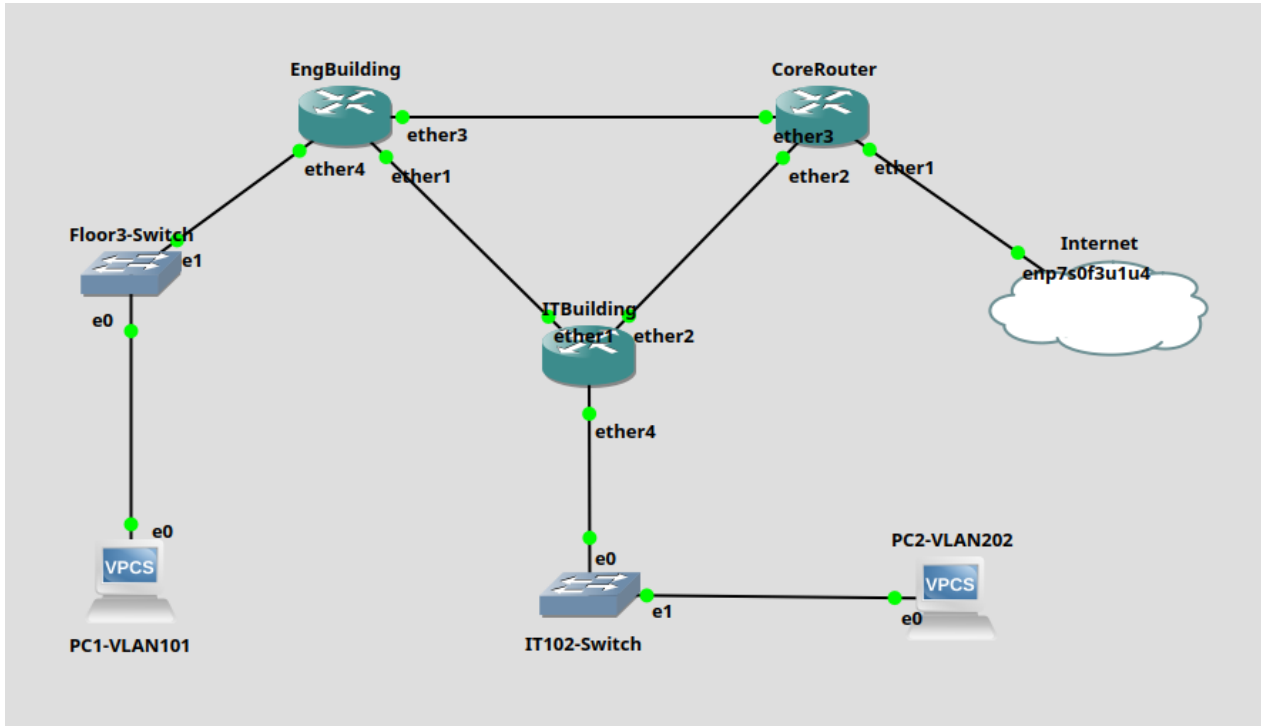 EngBuilding
CoreRouter
ether3
ether3
ether4
ether1
ether2
ether1
Floor3-Switch
e1
Internet
enp7s0f3u1u4
e0
ITBuilding
ether1
ether2
ether4
e0
VPCS
PC1-VLAN101
e0
e1
IT102-Switch
PC2-VLAN202
VPCS
e0